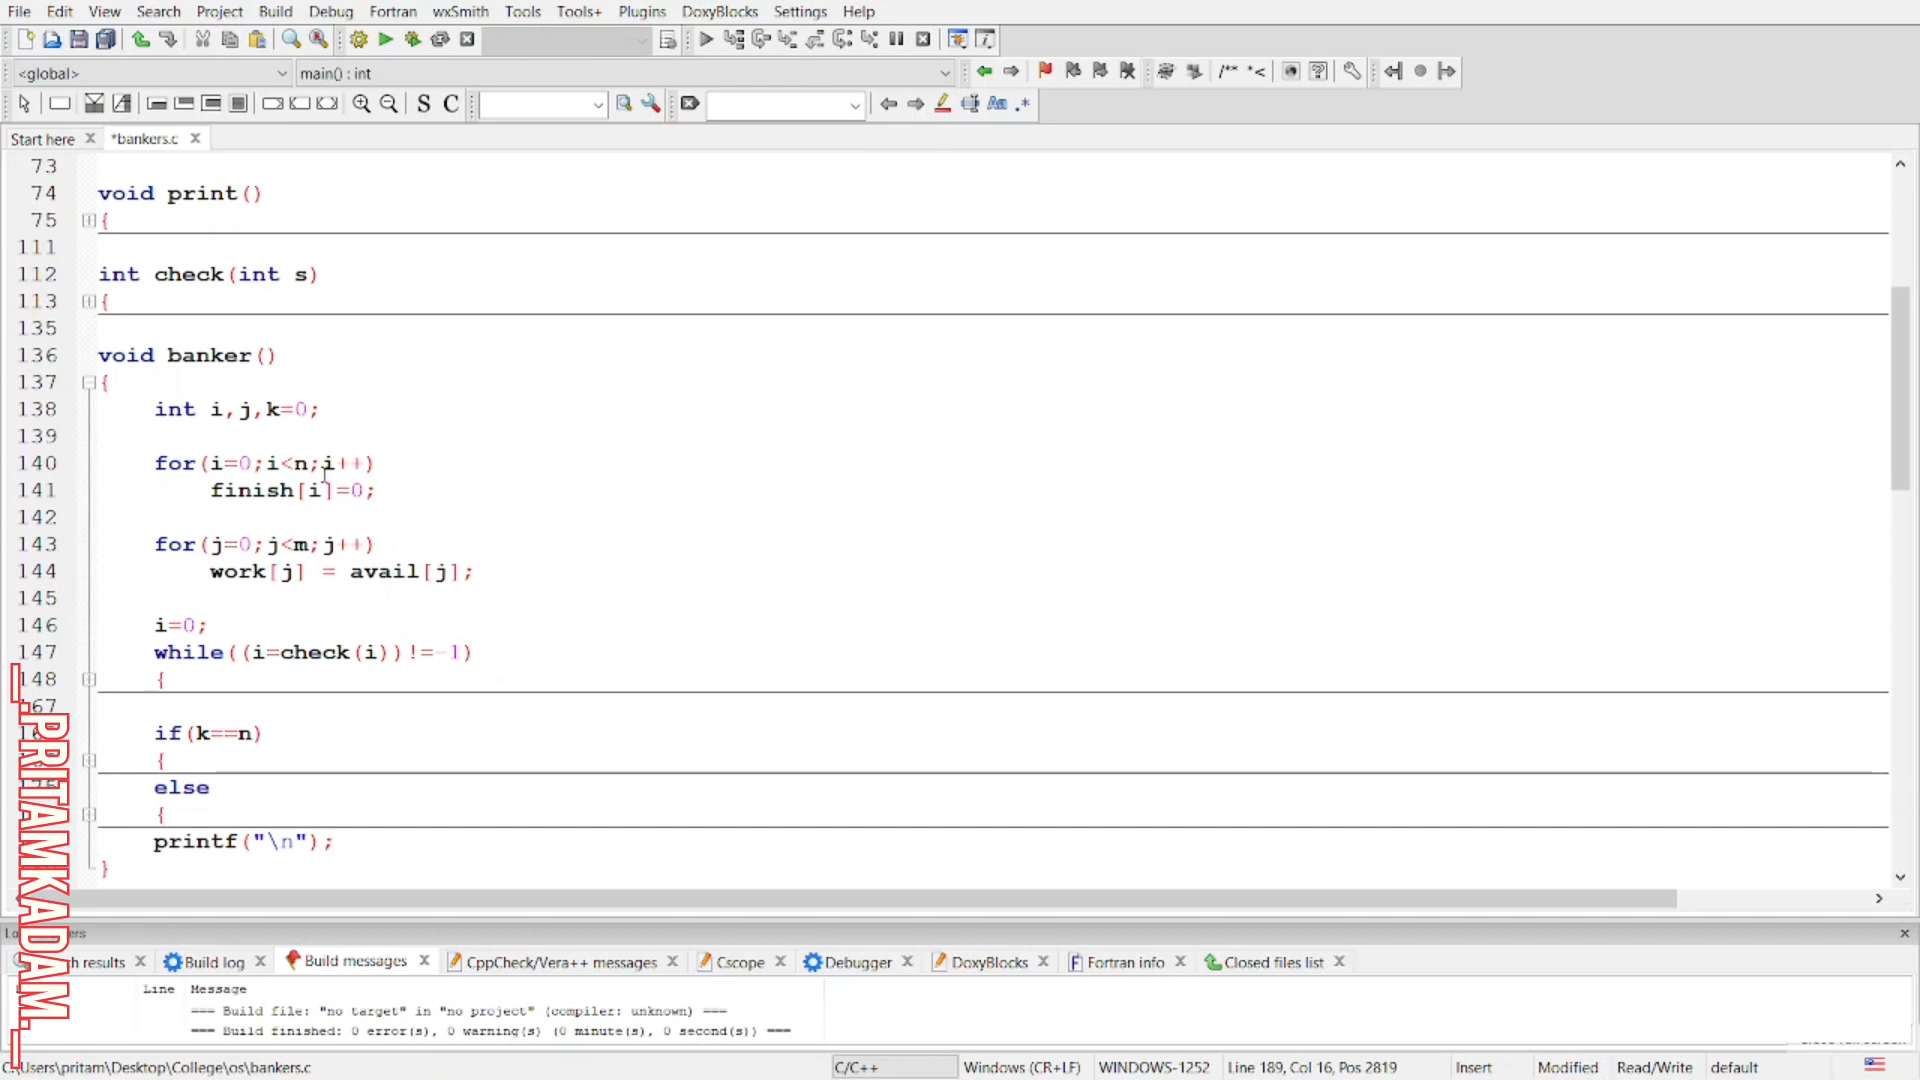 File Edit View Search Project Build Debug Fortran wxSmith Tools Tools+ Plugins DoxyBlocks Settings Help
<global> main() : int /** *<
S C Aa .*
Start here *bankers.c
73
74 void print()
75 {
111
112 int check(int s)
113 {
135
136 void banker()
137 {
138 int i,j,k=0;
139
140 for(i=0;i<n;i++)
141 finish[i]=0;
142
143 for(j=0;j<m;j++)
144 work[j] = avail[j];
145
146 i=0;
147 while((i=check(i))!=-1)
148 {
67
if(k==n)
{
else
{
printf("\n");
}
_.PRITAMKADAM._
results Build log Build messages CppCheck/Vera++ messages Cscope Debugger DoxyBlocks Fortran info Closed files list
Line Message
=== Build file: "no target" in "no project" (compiler: unknown) ===
=== Build finished: 0 error(s), 0 warning(s) (0 minute(s), 0 second(s)) ===
C:\Users\pritam\Desktop\College\os\bankers.c C/C++ Windows (CR+LF) WINDOWS-1252 Line 189, Col 16, Pos 2819 Insert Modified Read/Write default